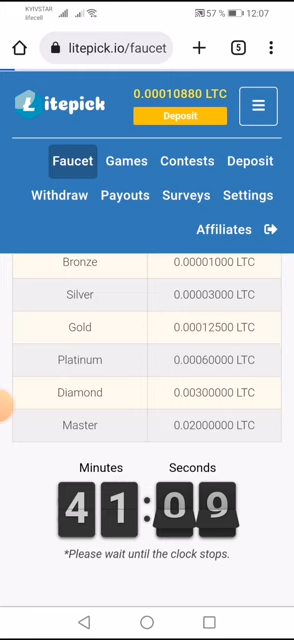 KYIVSTAR
lifecell
57 % 12:07
litepick.io/faucet
5
Litepick
0.00010880 LTC
Deposit
Faucet Games Contests Deposit
Withdraw Payouts Surveys Settings
Affiliates
Bronze 0.00001000 LTC
Silver 0.00003000 LTC
Gold 0.00012500 LTC
Platinum 0.00060000 LTC
Diamond 0.00300000 LTC
Master 0.02000000 LTC
Minutes Seconds
41:09
*Please wait until the clock stops.